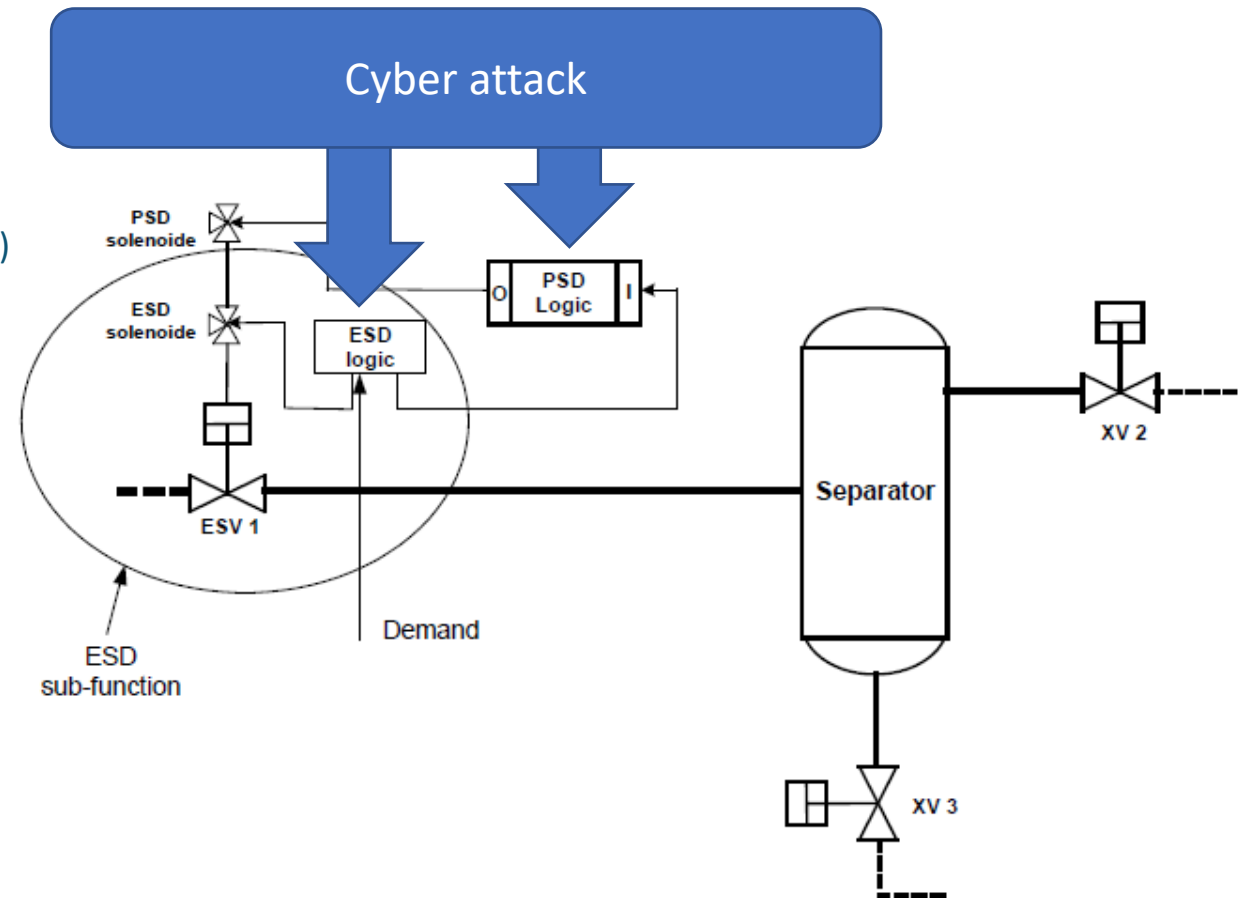 Cyber attack
)
PSD
solenoide
ESD
solenoide
O
PSD
Logic
I
ESD
logic
XV 2
Separator
ESV 1
Demand
ESD
sub-function
XV 3